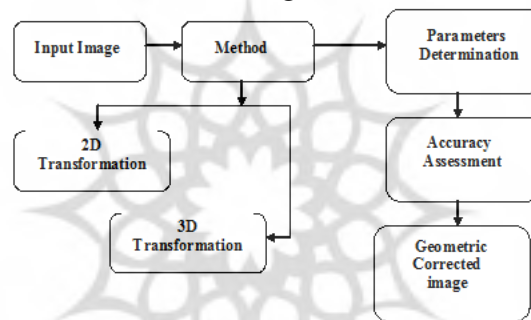 Input Image
Method
Parameters
Determination
2D
Transformation
Accuracy
Assessment
3D
Transformation
Geometric
Corrected
image